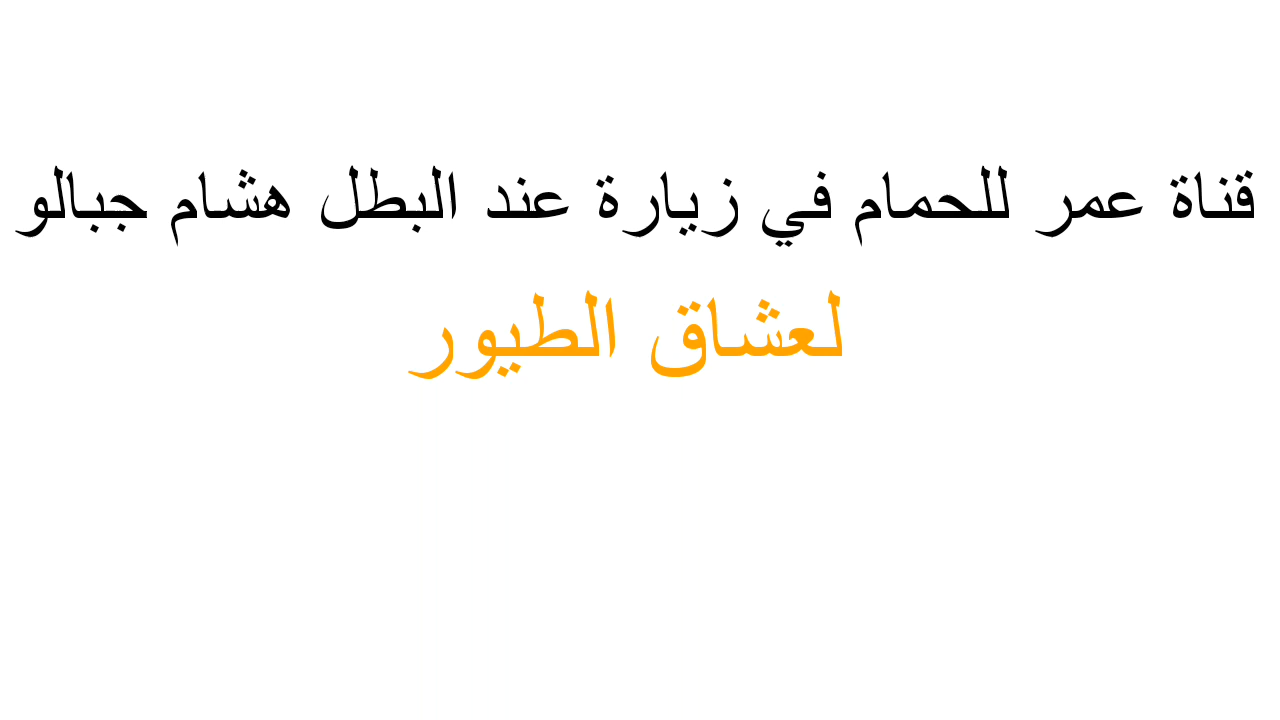 قناة عمر للحمام في زيارة عند البطل هشام جبالو
لعشاق الطيور